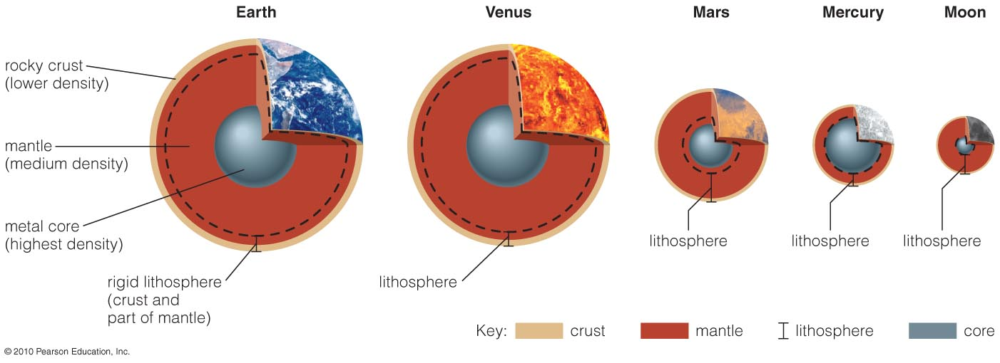 Earth
Venus
Mars
Mercury
Moon
rocky crust
(lower density)
mantle
(medium density)
metal core
(highest density)
rigid lithosphere
(crust and
part of mantle)
lithosphere
lithosphere
lithosphere
lithosphere
Key: crust mantle lithosphere core
© 2010 Pearson Education, Inc.